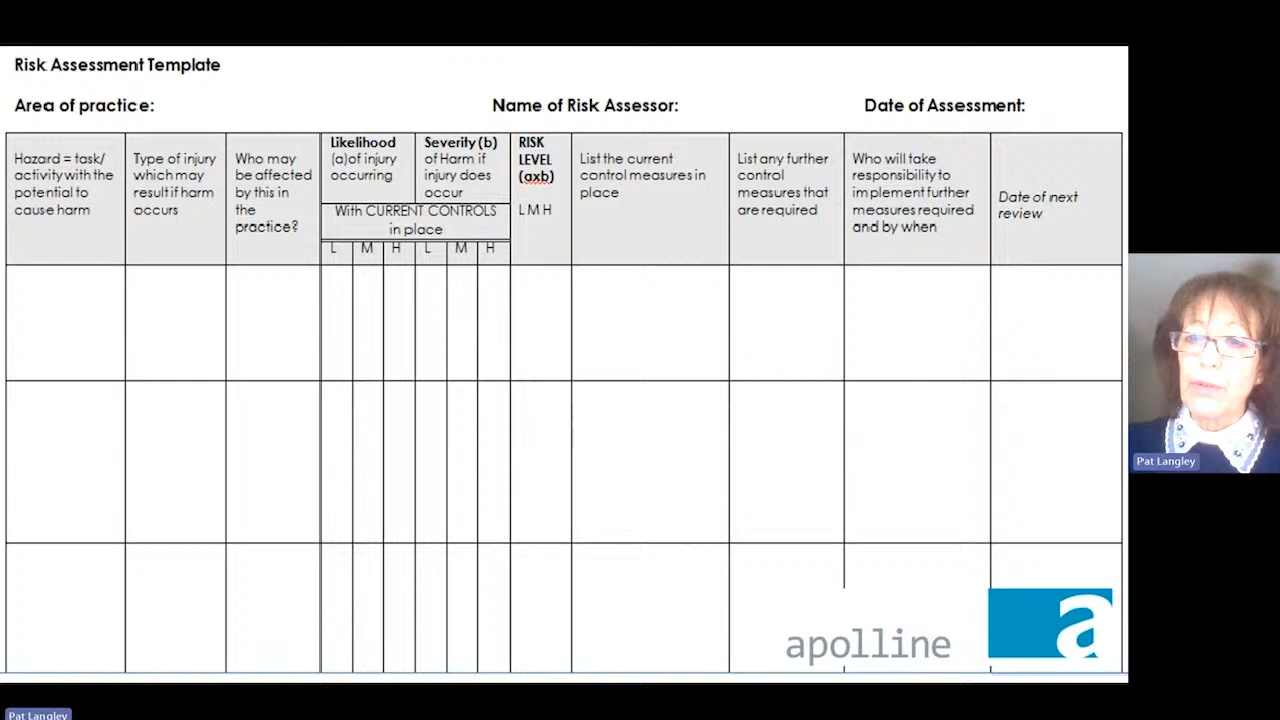 Risk Assessment Template
Area of practice: Name of Risk Assessor: Date of Assessment:
Hazard = task/
activity with the
potential to
cause harm
Type of injury
which may
result if harm
occurs
Who may
be affected
by this in
the
practice?
Likelihood
(a)of injury
occurring
Severity (b)
of Harm if
injury does
occur
With CURRENT CONTROLS
in place
L M H L M H
RISK
LEVEL
(axb)
L M H
List the current
control measures in
place
List any further
control
measures that
are required
Who will take
responsibility to
implement further
measures required
and by when
Date of next
review
apolline
a
Pat Langley
Pat Langley